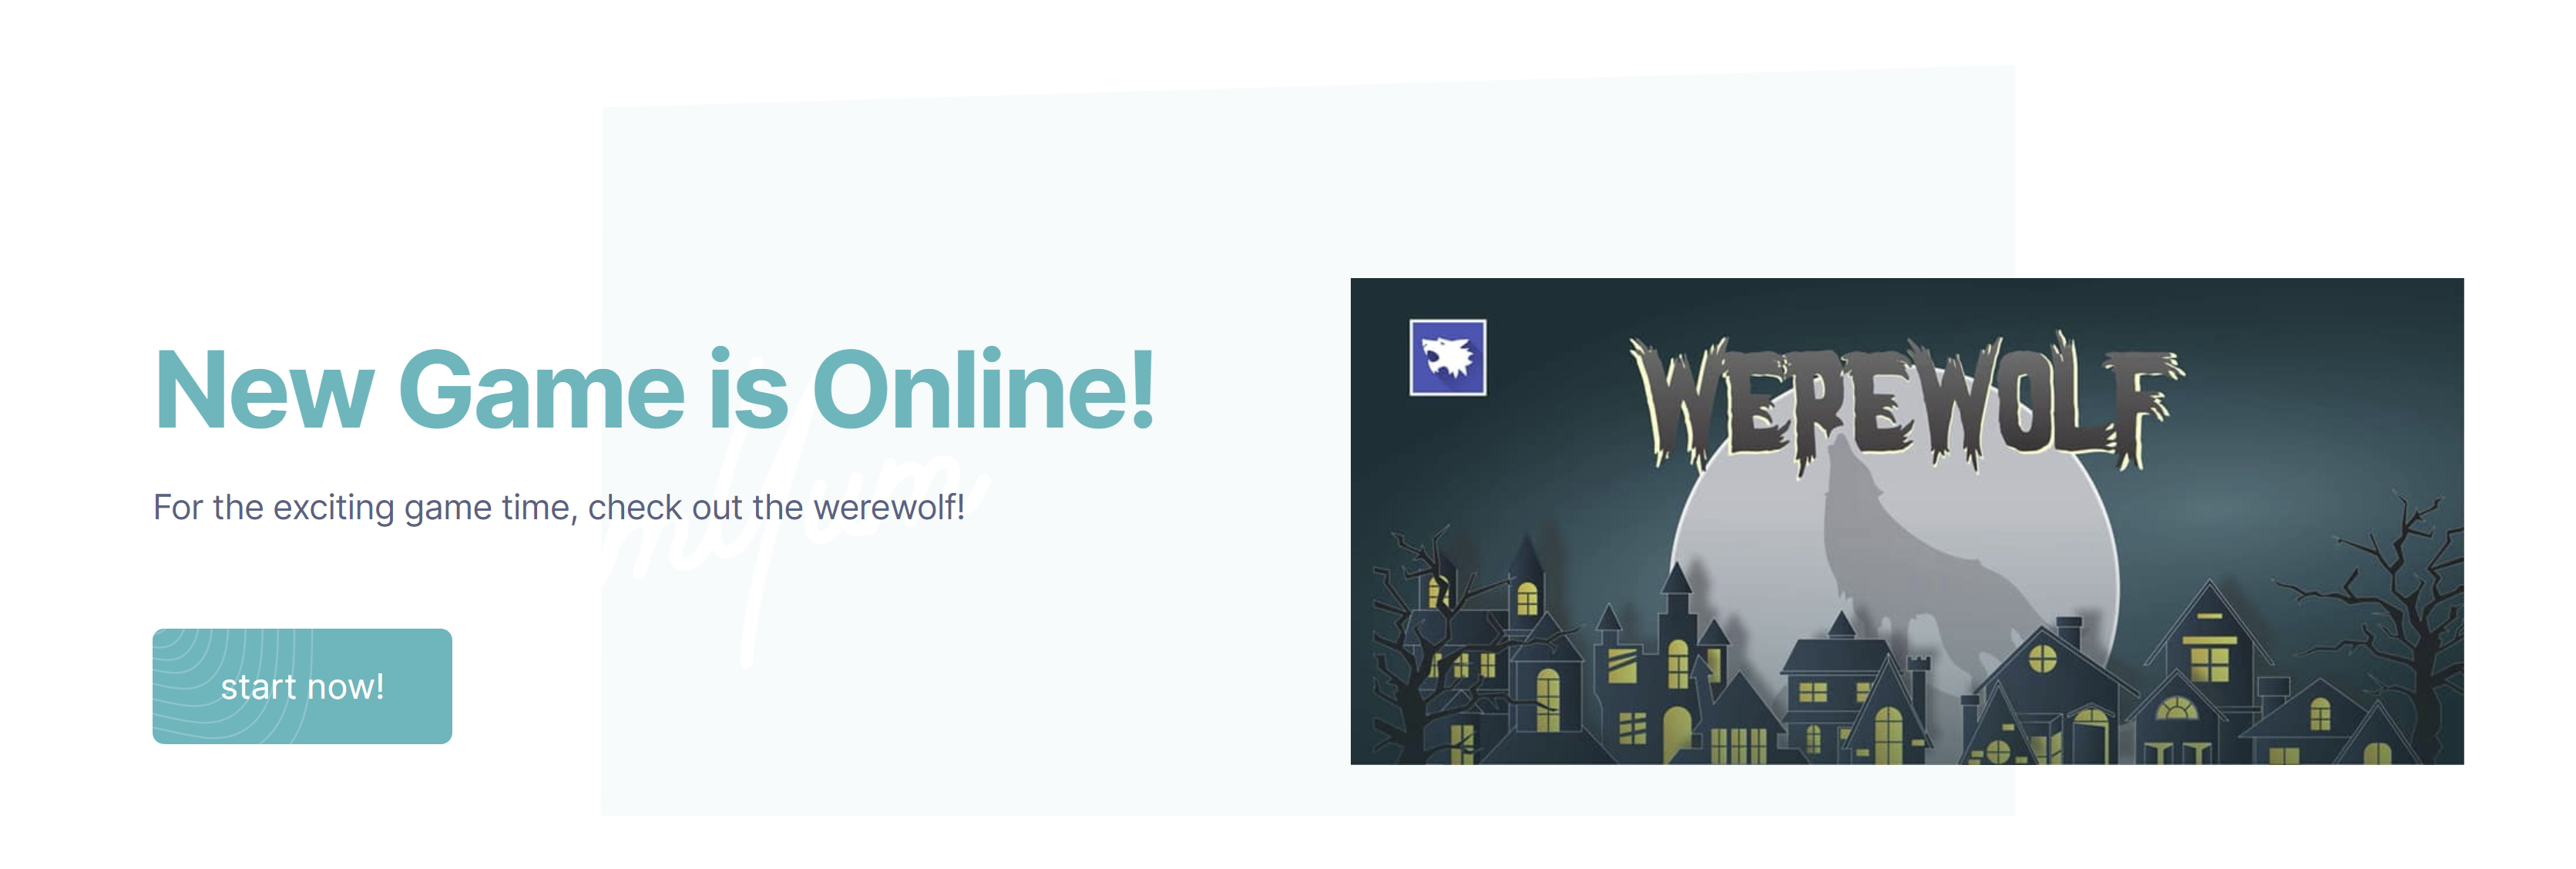 New Game is Online!
For the exciting game time, check out the werewolf!
start now!
WEREWOLF